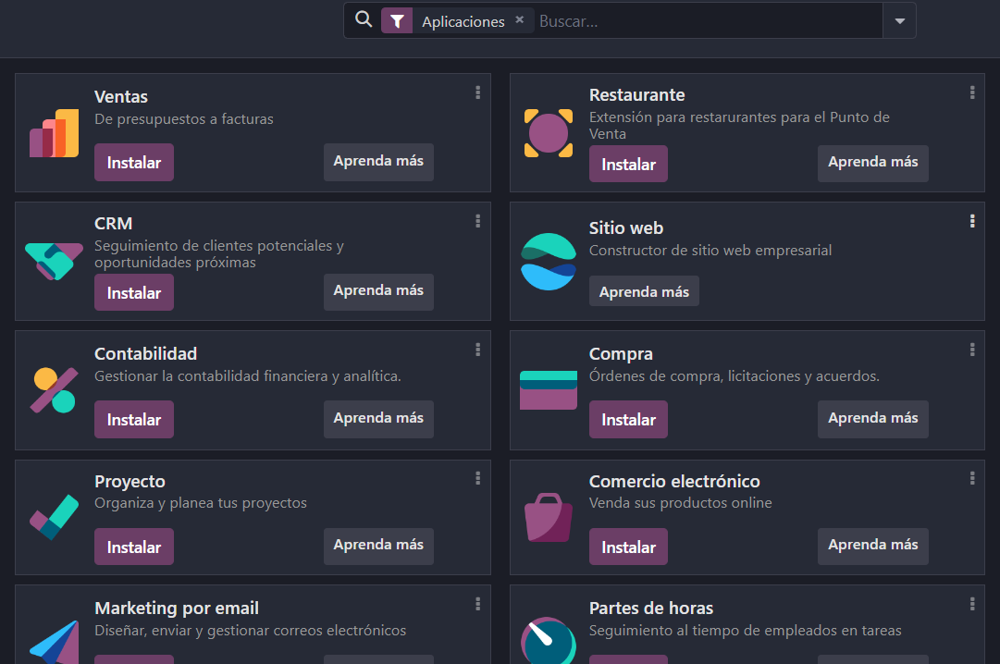 Aplicaciones × Buscar...
Ventas
De presupuestos a facturas
Instalar
Aprenda más
Restaurante
Extensión para restarurantes para el Punto de
Venta
Instalar
Aprenda más
CRM
Seguimiento de clientes potenciales y
oportunidades próximas
Instalar
Aprenda más
Sitio web
Constructor de sitio web empresarial
Aprenda más
Contabilidad
Gestionar la contabilidad financiera y analítica.
Instalar
Aprenda más
Compra
Órdenes de compra, licitaciones y acuerdos.
Instalar
Aprenda más
Proyecto
Organiza y planea tus proyectos
Instalar
Aprenda más
Comercio electrónico
Venda sus productos online
Instalar
Aprenda más
Marketing por email
Diseñar, enviar y gestionar correos electrónicos
Partes de horas
Seguimiento al tiempo de empleados en tareas